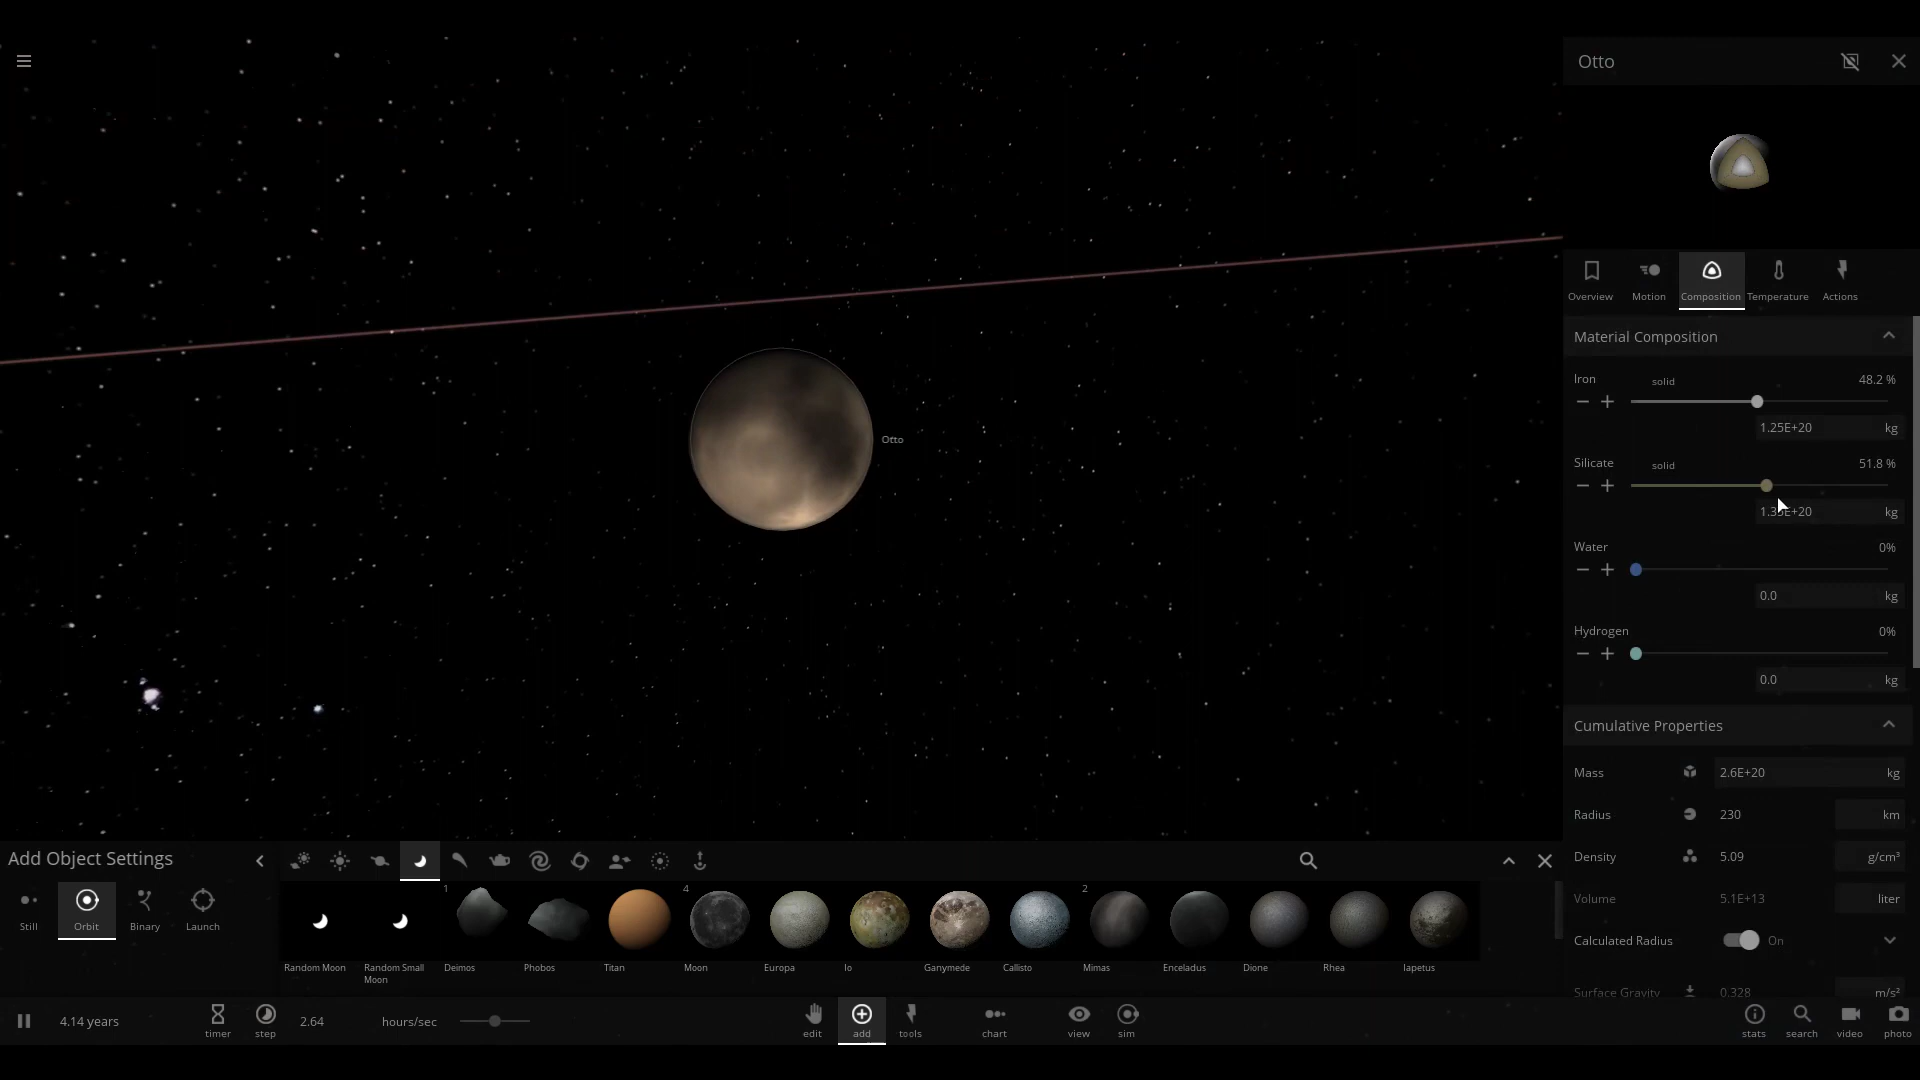 Otto
Overview
Motion
Composition
Temperature
Actions
Material Composition
Iron
solid
48.2 %
1.25E+20
kg
Silicate
solid
51.8 %
1.35E+20
kg
Water
0%
0.0
kg
Hydrogen
0%
0.0
kg
Cumulative Properties
Mass
2.6E+20
kg
Radius
230
km
Density
5.09
g/cm³
Volume
5.1E+13
liter
Calculated Radius
On
Surface Gravity
0.328
m/s²
Otto
Add Object Settings
Still
Orbit
Binary
Launch
1
4
2
Random Moon
Random Small
Moon
Deimos
Phobos
Titan
Moon
Europa
Io
Ganymede
Callisto
Mimas
Enceladus
Dione
Rhea
Iapetus
4.14 years
timer
step
2.64
hours/sec
edit
add
tools
chart
view
sim
stats
search
video
photo